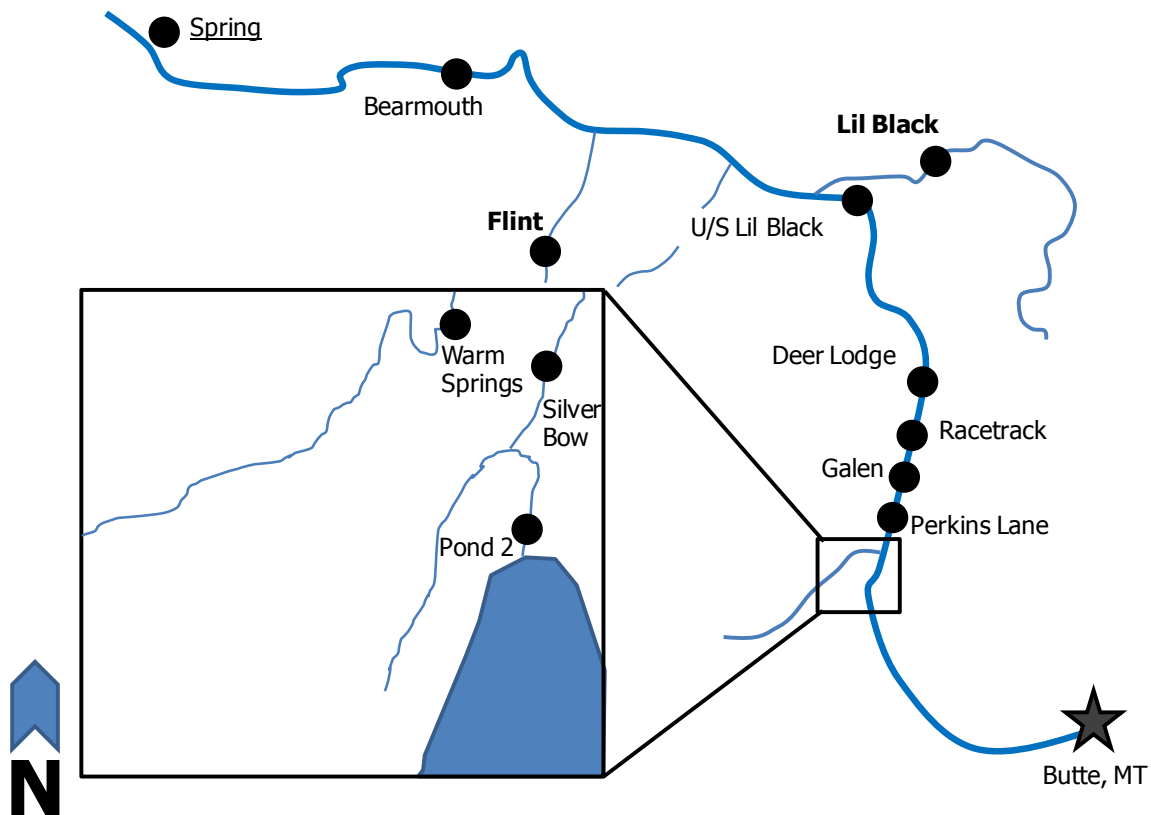 Spring
Bearmouth
Lil Black
Flint
U/S Lil Black
Warm
Springs
Deer Lodge
Silver
Bow
Racetrack
Galen
Perkins Lane
Pond 2
N
Butte, MT